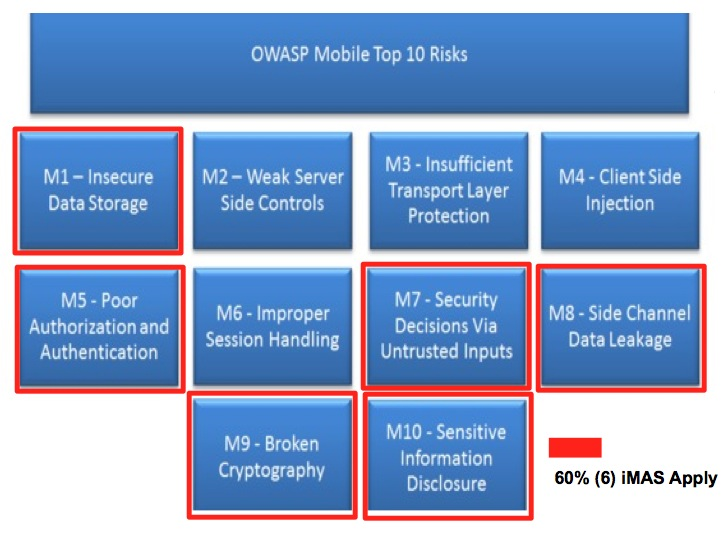 OWASP Mobile Top 10 Risks
M1 – Insecure
Data Storage
M2 – Weak Server
Side Controls
M3 - Insufficient
Transport Layer
Protection
M4 - Client Side
Injection
M5 - Poor
Authorization and
Authentication
M6 - Improper
Session Handling
M7 - Security
Decisions Via
Untrusted Inputs
M8 - Side Channel
Data Leakage
M9 - Broken
Cryptography
M10 - Sensitive
Information
Disclosure
60% (6) iMAS Apply